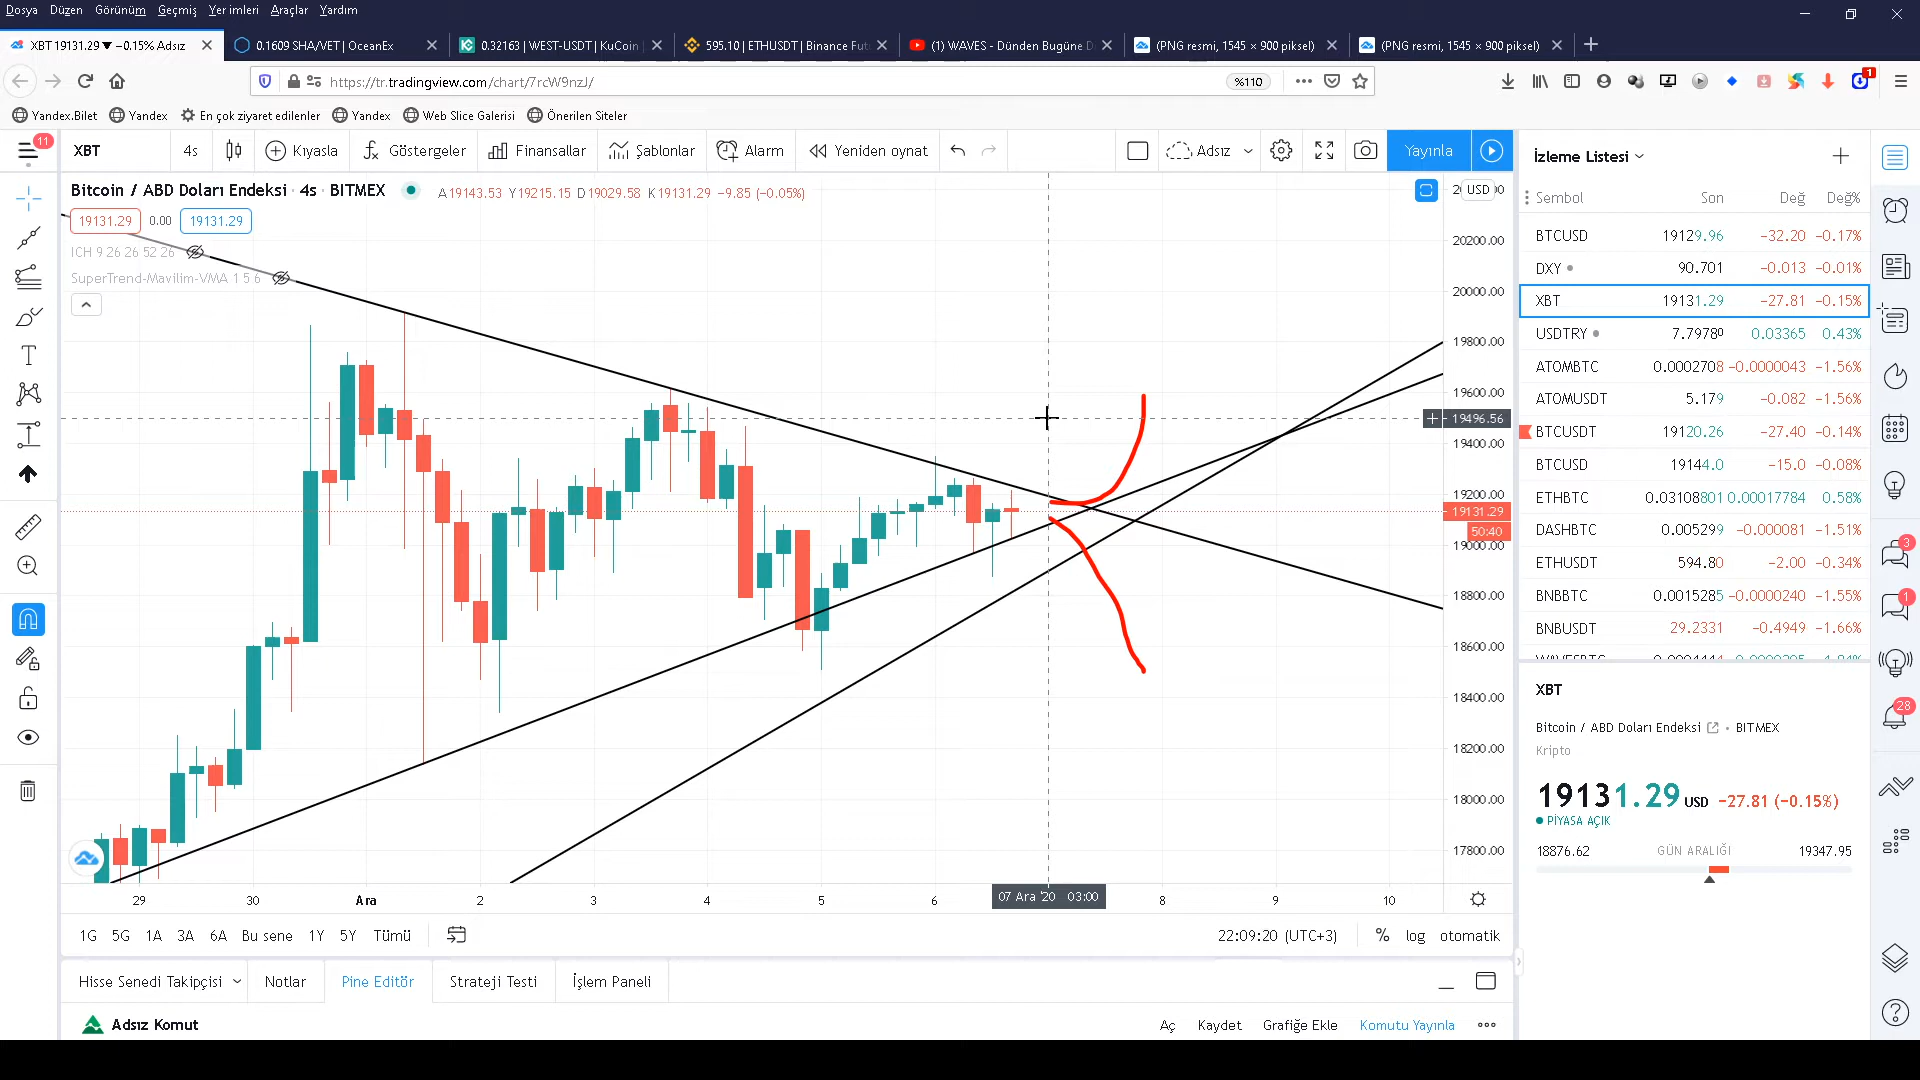 Dosya Düzen Görünüm Geçmiş Yer imleri Araçlar Yardım
XBT 19131.29 ▼ −0.15% Adsız
0.1609 SHA/VET | OceanEx
0.32163 | WEST-USDT | KuCoin
595.10 | ETHUSDT | Binance Fut
(1) WAVES - Dünden Bugüne D
(PNG resmi, 1545 × 900 piksel)
(PNG resmi, 1545 × 900 piksel)
https://tr.tradingview.com/chart/7rcW9nzJ/
%110
1
Yandex.Bilet Yandex En çok ziyaret edilenler Yandex Web Slice Galerisi Önerilen Siteler
11
XBT 4s Kıyasla Göstergeler Finansallar Şablonlar Alarm Yeniden oynat Adsız Yayınla
Bitcoin / ABD Doları Endeksi · 4s · BITMEX
A19143.53 Y19215.15 D19029.58 K19131.29 −9.85 (−0.05%)
19131.29 0.00 19131.29
ICH 9 26 26 52 26
SuperTrend-Mavilim-VMA 1 5 6
USD
20200.00
20000.00
19800.00
19600.00
19496.56
19400.00
19200.00
19131.29
50:40
19000.00
18800.00
18600.00
18400.00
18200.00
18000.00
17800.00
29 30 Ara 2 3 4 5 6 07 Ara '20 03:00 8 9 10
1G 5G 1A 3A 6A Bu sene 1Y 5Y Tümü
22:09:20 (UTC+3) % log otomatik
Hisse Senedi Takipçisi Notlar Pine Editör Strateji Testi İşlem Paneli
Adsız Komut
Aç Kaydet Grafiğe Ekle Komutu Yayınla
İzleme Listesi
Sembol Son Değ Değ%
BTCUSD 19129.96 −32.20 −0.17%
DXY 90.701 −0.013 −0.01%
XBT 19131.29 −27.81 −0.15%
USDTRY 7.79780 0.03365 0.43%
ATOMBTC 0.0002708 −0.0000043 −1.56%
ATOMUSDT 5.179 −0.082 −1.56%
BTCUSDT 19120.26 −27.40 −0.14%
BTCUSD 19144.0 −15.0 −0.08%
ETHBTC 0.03108801 0.00017784 0.58%
DASHBTC 0.005299 −0.000081 −1.51%
ETHUSDT 594.80 −2.00 −0.34%
BNBBTC 0.0015285 −0.0000240 −1.55%
BNBUSDT 29.2331 −0.4949 −1.66%
XBT
Bitcoin / ABD Doları Endeksi • BITMEX
Kripto
19131.29 USD −27.81 (−0.15%)
PİYASA AÇIK
18876.62 GÜN ARALIĞI 19347.95
3
1
28